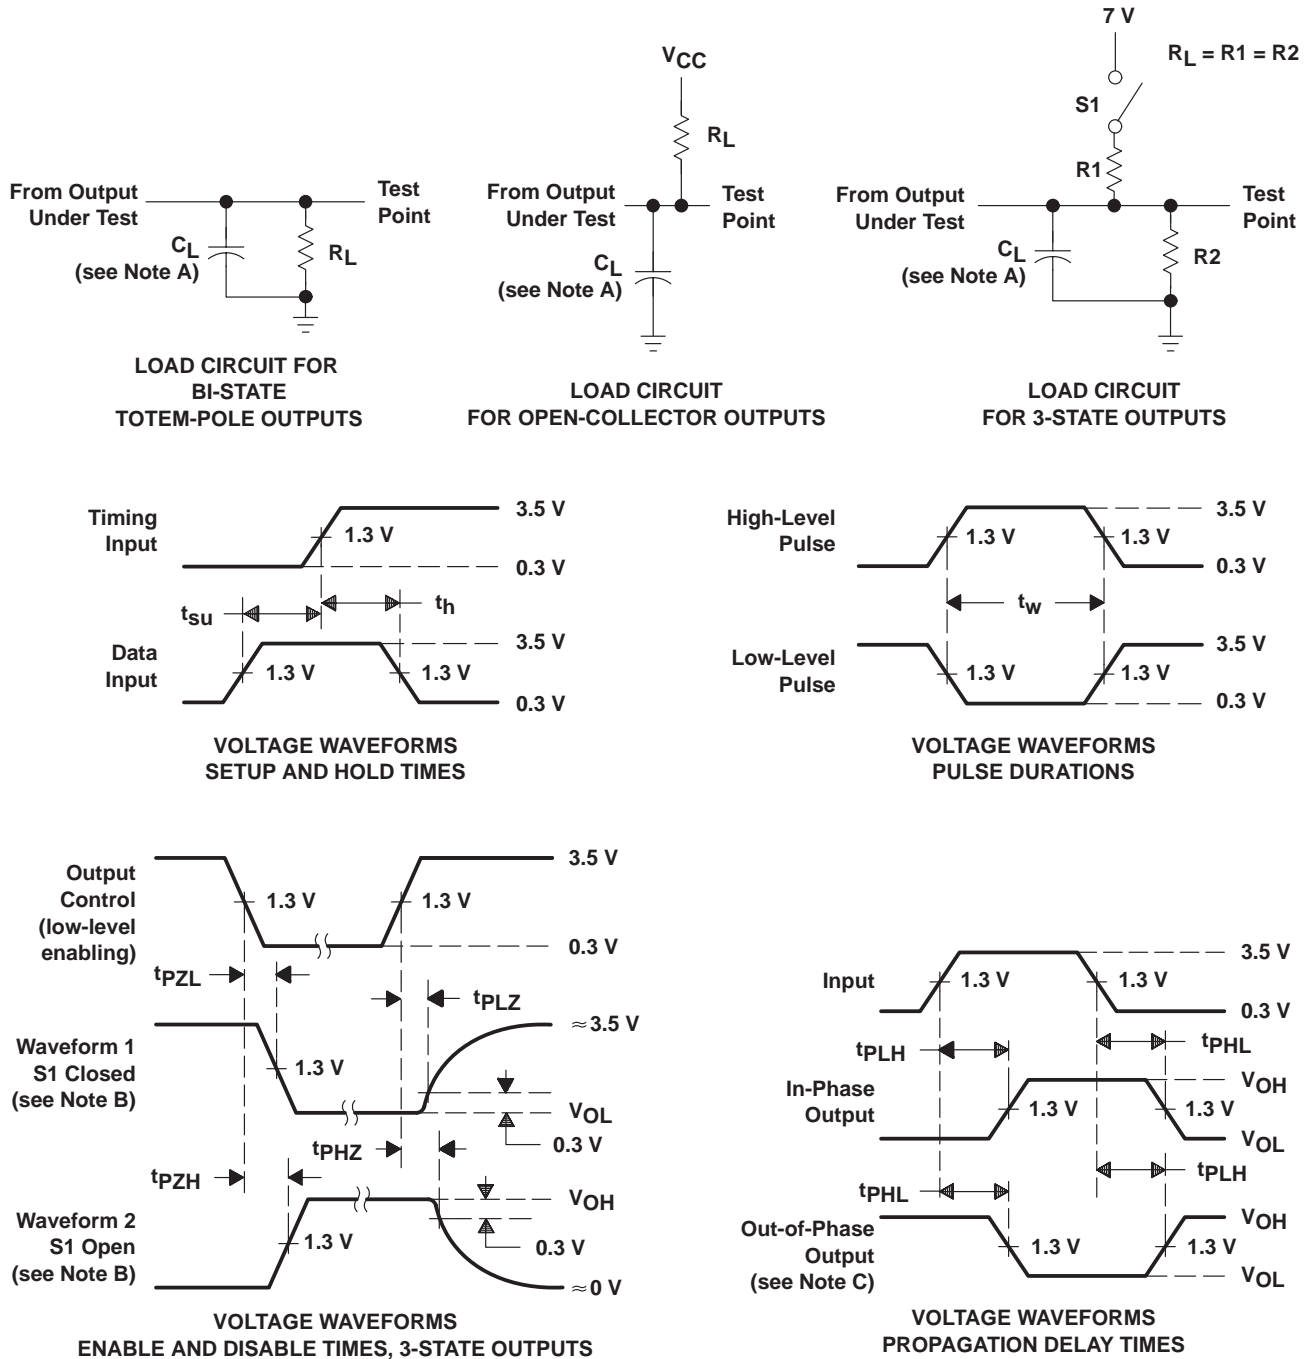 From Output
Under Test
CL
(see Note A)
RL
Test
Point
LOAD CIRCUIT FOR
BI-STATE
TOTEM-POLE OUTPUTS
VCC
RL
From Output
Under Test
CL
(see Note A)
Test
Point
LOAD CIRCUIT
FOR OPEN-COLLECTOR OUTPUTS
7 V
RL = R1 = R2
S1
R1
From Output
Under Test
CL
(see Note A)
R2
Test
Point
LOAD CIRCUIT
FOR 3-STATE OUTPUTS
Timing
Input
1.3 V
3.5 V
0.3 V
tsu
th
Data
Input
1.3 V
1.3 V
3.5 V
0.3 V
VOLTAGE WAVEFORMS
SETUP AND HOLD TIMES
High-Level
Pulse
1.3 V
1.3 V
3.5 V
0.3 V
tw
Low-Level
Pulse
1.3 V
1.3 V
3.5 V
0.3 V
VOLTAGE WAVEFORMS
PULSE DURATIONS
Output
Control
(low-level
enabling)
1.3 V
1.3 V
3.5 V
0.3 V
tPZL
tPLZ
Waveform 1
S1 Closed
(see Note B)
1.3 V
≈3.5 V
VOL
0.3 V
tPHZ
tPZH
Waveform 2
S1 Open
(see Note B)
1.3 V
VOH
0.3 V
≈0 V
VOLTAGE WAVEFORMS
ENABLE AND DISABLE TIMES, 3-STATE OUTPUTS
Input
1.3 V
1.3 V
3.5 V
0.3 V
tPLH
tPHL
In-Phase
Output
1.3 V
1.3 V
VOH
VOL
tPHL
tPLH
Out-of-Phase
Output
(see Note C)
1.3 V
1.3 V
VOH
VOL
VOLTAGE WAVEFORMS
PROPAGATION DELAY TIMES